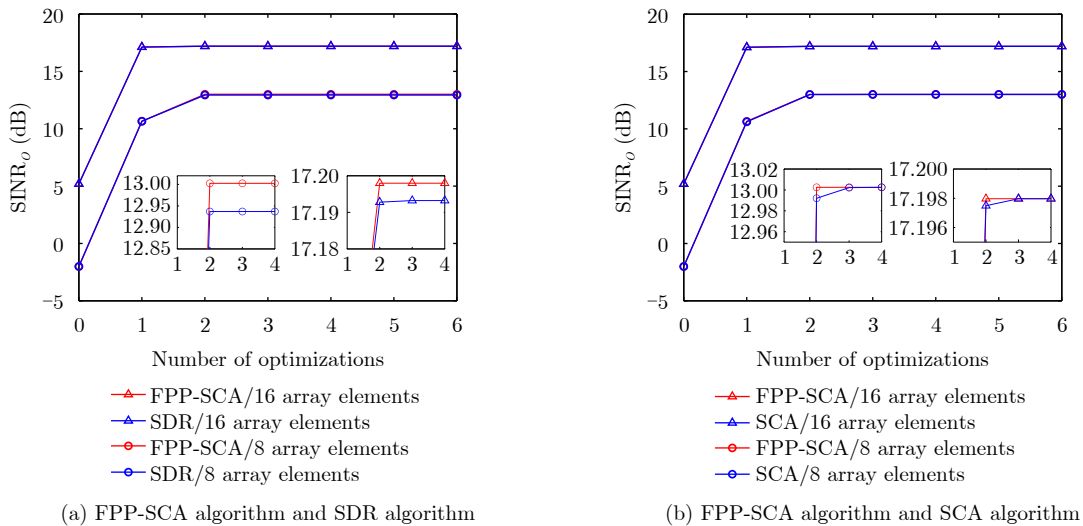 20
15
10
5
0
−5
SINR_O (dB)
13.00
12.95
12.90
12.85
1 2 3 4
17.20
17.19
17.18
1 2 3 4
0 1 2 3 4 5 6
Number of optimizations
FPP-SCA/16 array elements
SDR/16 array elements
FPP-SCA/8 array elements
SDR/8 array elements
(a) FPP-SCA algorithm and SDR algorithm
20
15
10
5
0
−5
SINR_O (dB)
13.02
13.00
12.98
12.96
1 2 3 4
17.200
17.198
17.196
1 2 3 4
0 1 2 3 4 5 6
Number of optimizations
FPP-SCA/16 array elements
SCA/16 array elements
FPP-SCA/8 array elements
SCA/8 array elements
(b) FPP-SCA algorithm and SCA algorithm